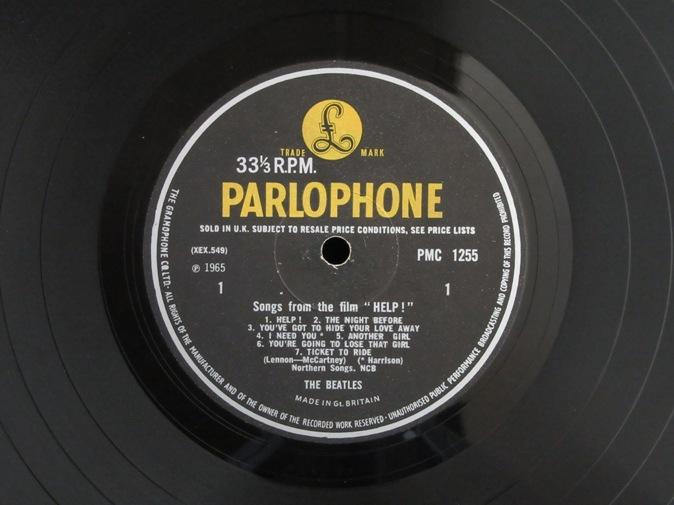 £
TRADE MARK
33⅓ R.P.M.
PARLOPHONE
SOLD IN U.K. SUBJECT TO RESALE PRICE CONDITIONS, SEE PRICE LISTS
(XEX.549)
PMC 1255
℗ 1965
1
1
Songs from the film "HELP!"
1. HELP! 2. THE NIGHT BEFORE
3. YOU'VE GOT TO HIDE YOUR LOVE AWAY
4. I NEED YOU * 5. ANOTHER GIRL
6. YOU'RE GOING TO LOSE THAT GIRL
7. TICKET TO RIDE
(Lennon—McCartney) (* Harrison)
Northern Songs. NCB
THE BEATLES
MADE IN Gt. BRITAIN
THE GRAMOPHONE CO. LTD. · ALL RIGHTS OF THE MANUFACTURER AND OF THE OWNER OF THE RECORDED WORK RESERVED · UNAUTHORISED PUBLIC PERFORMANCE BROADCASTING AND COPYING OF THIS RECORD PROHIBITED